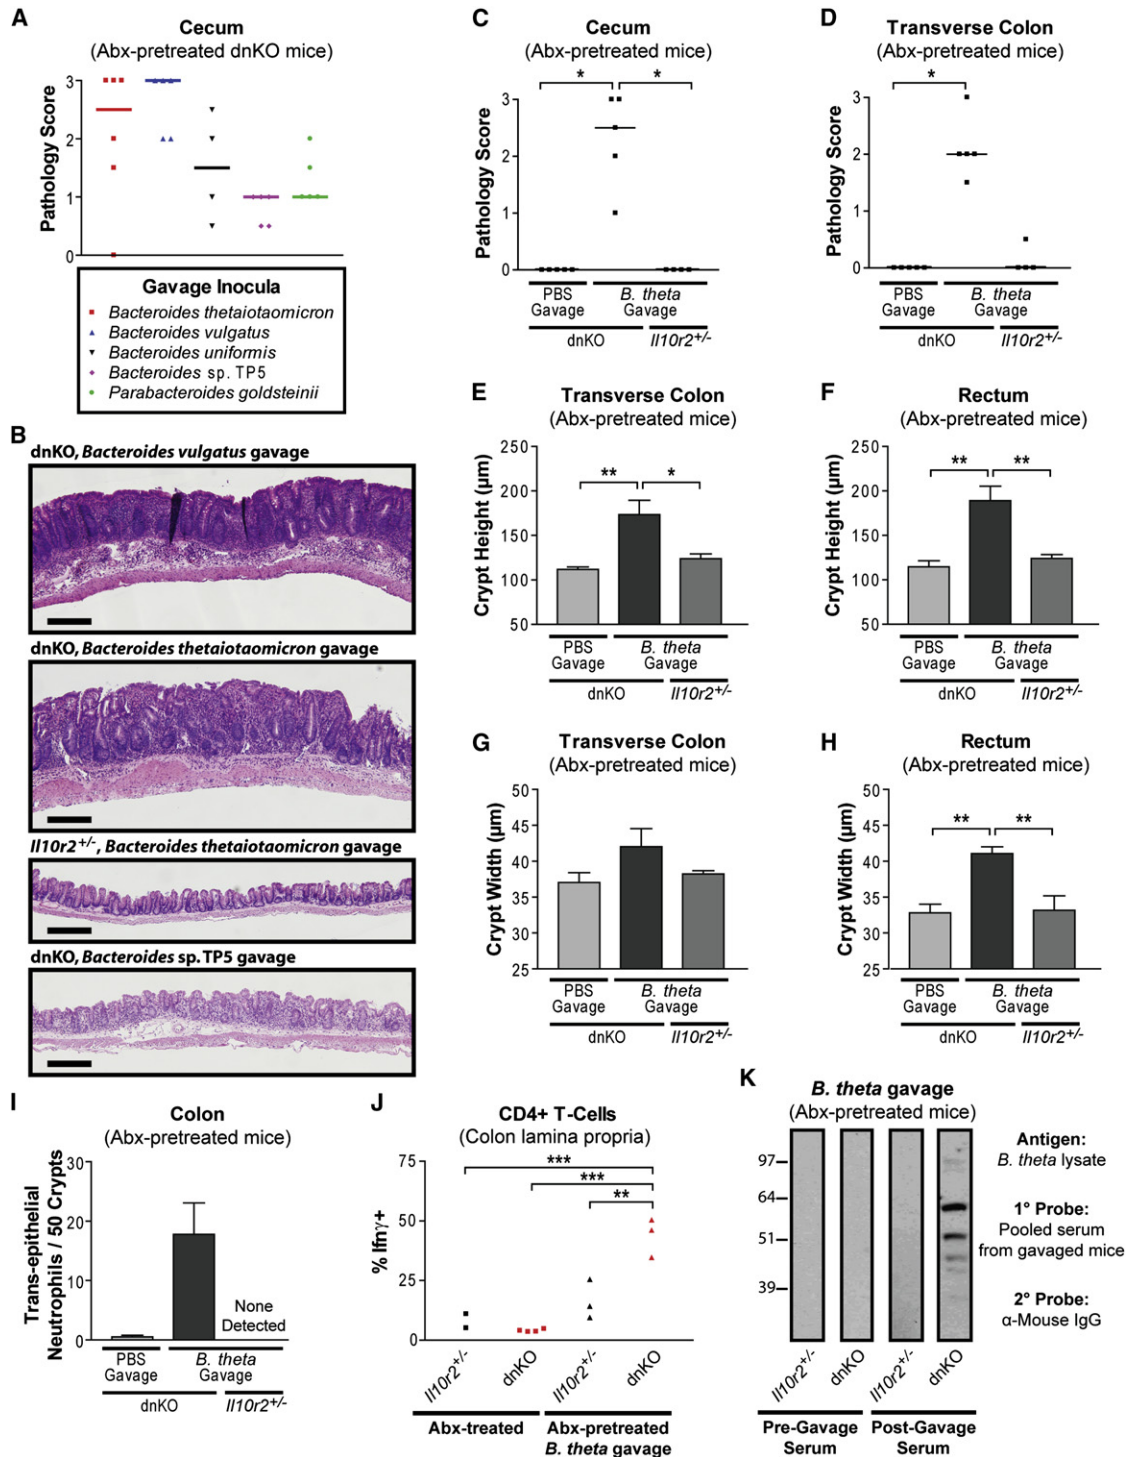 A
Cecum
(Abx-pretreated dnKO mice)
Pathology Score
3
2
1
0
Gavage Inocula
Bacteroides thetaiotaomicron
Bacteroides vulgatus
Bacteroides uniformis
Bacteroides sp. TP5
Parabacteroides goldsteinii
B
dnKO, Bacteroides vulgatus gavage
dnKO, Bacteroides thetaiotaomicron gavage
Il10r2+/-, Bacteroides thetaiotaomicron gavage
dnKO, Bacteroides sp. TP5 gavage
C
Cecum
(Abx-pretreated mice)
Pathology Score
3
2
1
0
* *
PBS Gavage
B. theta Gavage
dnKO
Il10r2+/-
D
Transverse Colon
(Abx-pretreated mice)
Pathology Score
3
2
1
0
*
PBS Gavage
B. theta Gavage
dnKO
Il10r2+/-
E
Transverse Colon
(Abx-pretreated mice)
Crypt Height (µm)
250
200
150
100
50
** *
PBS Gavage
B. theta Gavage
dnKO
Il10r2+/-
F
Rectum
(Abx-pretreated mice)
Crypt Height (µm)
250
200
150
100
50
** **
PBS Gavage
B. theta Gavage
dnKO
Il10r2+/-
G
Transverse Colon
(Abx-pretreated mice)
Crypt Width (µm)
50
45
40
35
30
25
PBS Gavage
B. theta Gavage
dnKO
Il10r2+/-
H
Rectum
(Abx-pretreated mice)
Crypt Width (µm)
50
45
40
35
30
25
** **
PBS Gavage
B. theta Gavage
dnKO
Il10r2+/-
I
Colon
(Abx-pretreated mice)
Trans-epithelial
Neutrophils / 50 Crypts
30
20
10
0
None
Detected
PBS Gavage
B. theta Gavage
dnKO
Il10r2+/-
J
CD4+ T-Cells
(Colon lamina propria)
% Ifnγ+
75
50
25
0
***
***
**
Il10r2+/-
dnKO
Il10r2+/-
dnKO
Abx-treated
Abx-pretreated
B. theta gavage
K
B. theta gavage
(Abx-pretreated mice)
97
64
51
39
Antigen:
B. theta lysate
1° Probe:
Pooled serum
from gavaged mice
2° Probe:
α-Mouse IgG
Il10r2+/-
dnKO
Il10r2+/-
dnKO
Pre-Gavage
Serum
Post-Gavage
Serum